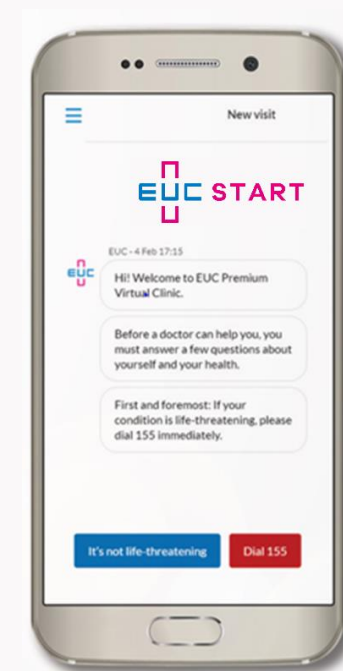 New visit
EUC START
EUC - 4 Feb 17:15
EUC
Hi! Welcome to EUC Premium
Virtual Clinic.
Before a doctor can help you, you
must answer a few questions about
yourself and your health.
First and foremost: If your
condition is life-threatening, please
dial 155 immediately.
It's not life-threatening
Dial 155